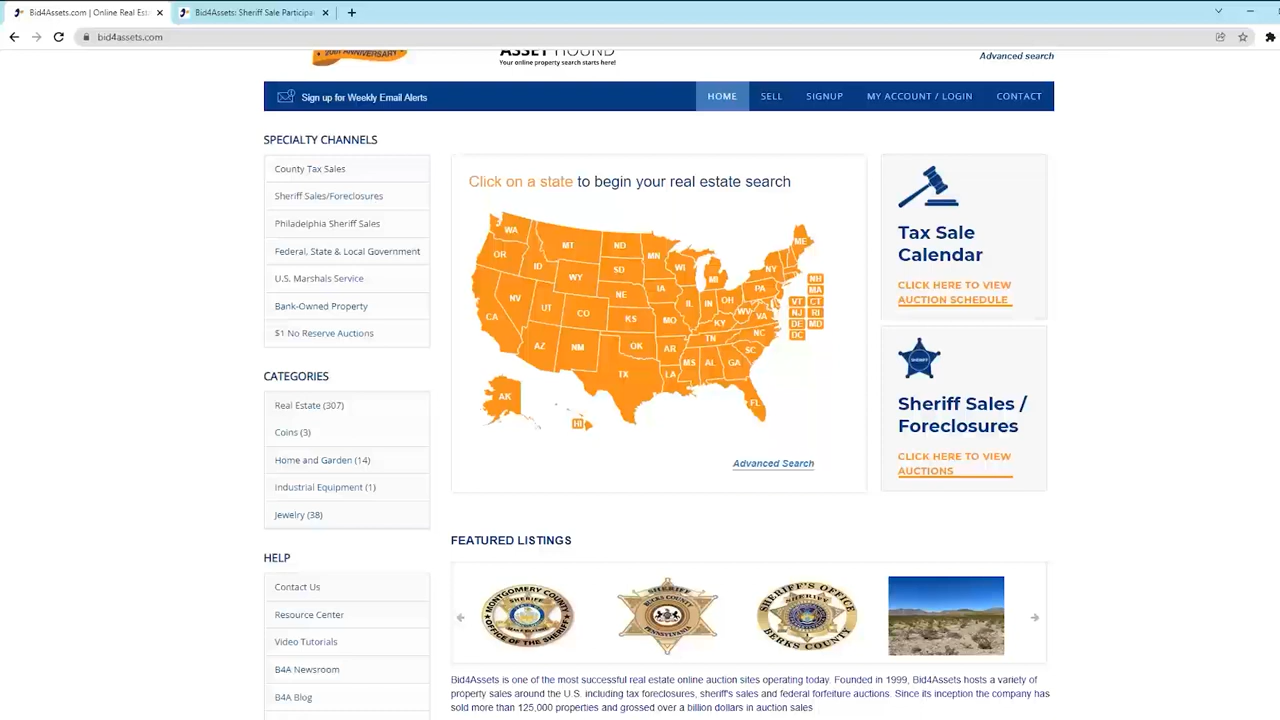 Bid4Assets.com | Online Real Est
Bid4Assets: Sheriff Sale Participa
bid4assets.com
20th ANNIVERSARY
ASSET HOUND
Your online property search starts here!
Advanced search
Sign up for Weekly Email Alerts
HOME
SELL
SIGNUP
MY ACCOUNT / LOGIN
CONTACT
SPECIALTY CHANNELS
County Tax Sales
Sheriff Sales/Foreclosures
Philadelphia Sheriff Sales
Federal, State & Local Government
U.S. Marshals Service
Bank-Owned Property
$1 No Reserve Auctions
CATEGORIES
Real Estate (307)
Coins (3)
Home and Garden (14)
Industrial Equipment (1)
Jewelry (38)
HELP
Contact Us
Resource Center
Video Tutorials
B4A Newsroom
B4A Blog
Click on a state to begin your real estate search
WA
MT
ND
MN
ME
OR
ID
SD
WI
NY
WY
MI
NH
IA
PA
MA
NE
NV
IL
IN
OH
VT
CT
UT
CO
WV
NJ
RI
CA
KS
MO
VA
KY
DE
MD
NC
DC
TN
AZ
NM
OK
AR
SC
MS
AL
GA
TX
LA
AK
FL
HI
Advanced Search
Tax Sale
Calendar
CLICK HERE TO VIEW
AUCTION SCHEDULE
SHERIFF
Sheriff Sales /
Foreclosures
CLICK HERE TO VIEW
AUCTIONS
FEATURED LISTINGS
MONTGOMERY COUNTY
OFFICE OF THE SHERIFF
SHERIFF
BUCKS COUNTY
PENNSYLVANIA
SHERIFF'S OFFICE
BERKS COUNTY
Bid4Assets is one of the most successful real estate online auction sites operating today. Founded in 1999, Bid4Assets hosts a variety of
property sales around the U.S. including tax foreclosures, sheriff's sales and federal forfeiture auctions. Since its inception the company has
sold more than 125,000 properties and grossed over a billion dollars in auction sales